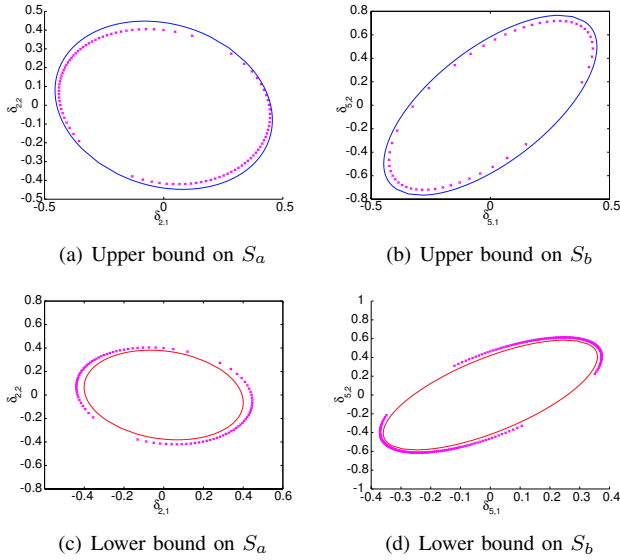 0.5
0.4
0.3
0.2
0.1
0
-0.1
-0.2
-0.3
-0.4
-0.5
-0.5 0 0.5
δ2,1
δ2,2
0.8
0.6
0.4
0.2
0
-0.2
-0.4
-0.6
-0.8
-0.5 0 0.5
δ5,1
δ5,2
(a) Upper bound on Sa
(b) Upper bound on Sb
0.8
0.6
0.4
0.2
0
-0.2
-0.4
-0.6
-0.8
-0.4 -0.2 0 0.2 0.4 0.6
δ2,1
δ2,2
1
0.8
0.6
0.4
0.2
0
-0.2
-0.4
-0.6
-0.8
-1
-0.4 -0.3 -0.2 -0.1 0 0.1 0.2 0.3 0.4
δ5,1
δ5,2
(c) Lower bound on Sa
(d) Lower bound on Sb